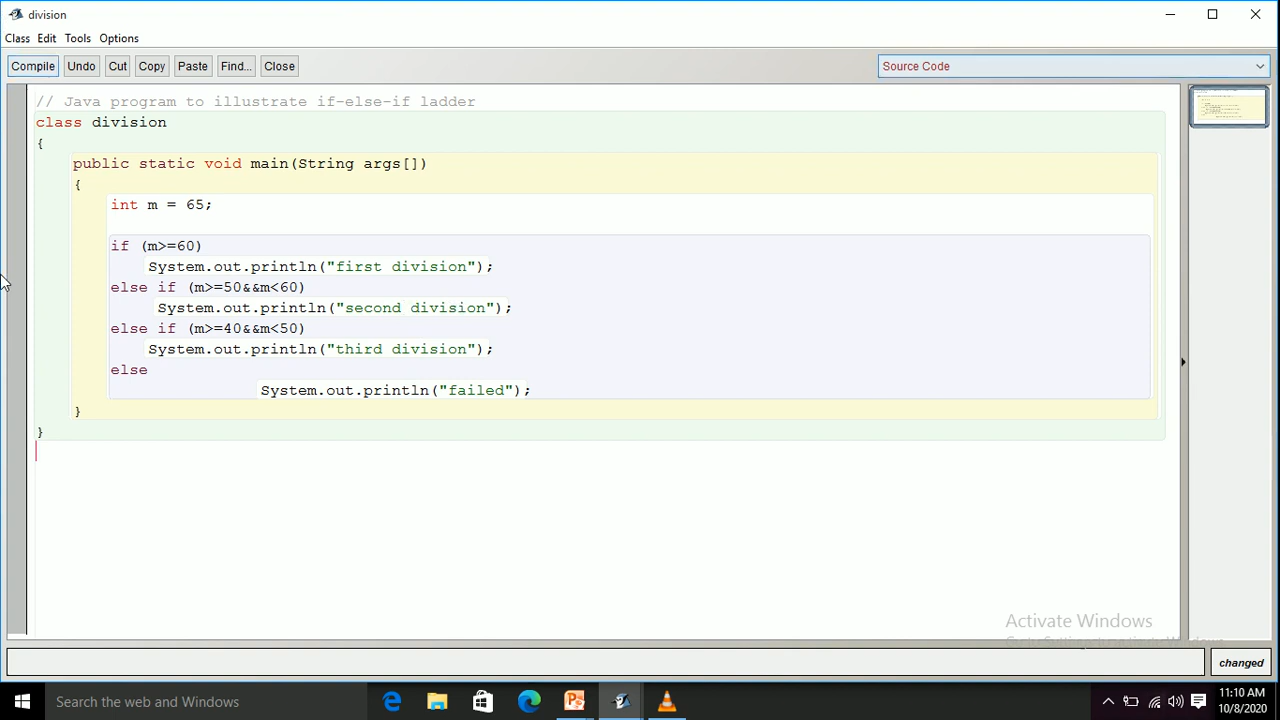 division
Class Edit Tools Options
Compile Undo Cut Copy Paste Find... Close Source Code
// Java program to illustrate if-else-if ladder
class division
{
public static void main(String args[])
{
int m = 65;
if (m>=60)
System.out.println("first division");
else if (m>=50&&m<60)
System.out.println("second division");
else if (m>=40&&m<50)
System.out.println("third division");
else
System.out.println("failed");
}
}
Activate Windows
changed
Search the web and Windows
11:10 AM
10/8/2020